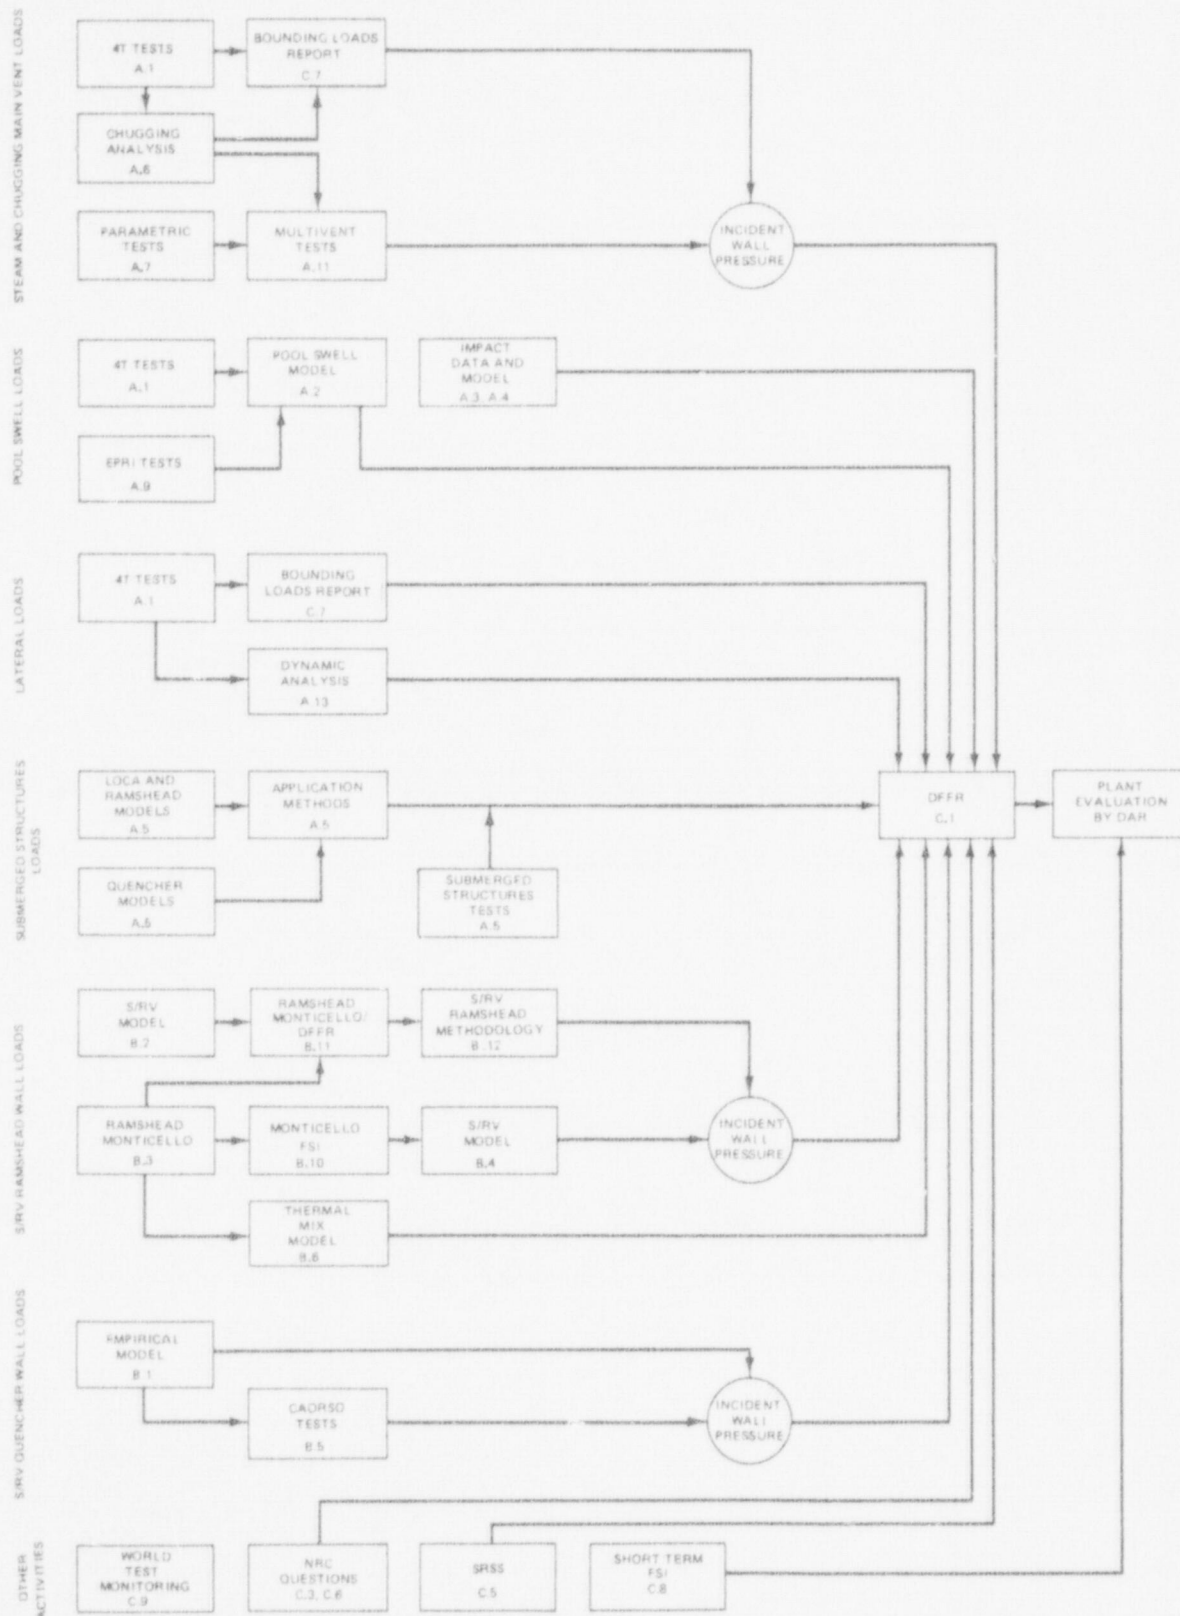 STEAM AND CHUGGING MAIN VENT LOADS
4T TESTS
A.1
BOUNDING LOADS
REPORT
C.7
CHUGGING
ANALYSIS
A.6
PARAMETRIC
TESTS
A.7
MULTIVENT
TESTS
A.11
INCIDENT
WALL
PRESSURE
POOL SWELL LOADS
4T TESTS
A.1
POOL SWELL
MODEL
A.2
IMPACT
DATA AND
MODEL
A.3, A.4
EPRI TESTS
A.9
LATERAL LOADS
4T TESTS
A.1
BOUNDING
LOADS REPORT
C.7
DYNAMIC
ANALYSIS
A.13
SUBMERGED STRUCTURES
LOADS
LOCA AND
RAMSHEAD
MODELS
A.5
APPLICATION
METHODS
A.5
QUENCHER
MODELS
A.5
SUBMERGED
STRUCTURES
TESTS
A.5
DFFR
C.1
PLANT
EVALUATION
BY DAR
S/RV RAMSHEAD WALL LOADS
S/RV
MODEL
B.2
RAMSHEAD
MONTICELLO/
DFFR
B.11
S/RV
RAMSHEAD
METHODOLOGY
B.12
RAMSHEAD
MONTICELLO
B.3
MONTICELLO
FSI
B.10
S/RV
MODEL
B.4
INCIDENT
WALL
PRESSURE
THERMAL
MIX
MODEL
B.6
S/RV QUENCHER WALL LOADS
EMPIRICAL
MODEL
B.1
CAORSO
TESTS
B.5
INCIDENT
WALL
PRESSURE
OTHER
ACTIVITIES
WORLD
TEST
MONITORING
C.9
NRC
QUESTIONS
C.3, C.6
SRSS
C.5
SHORT TERM
FSI
C.8